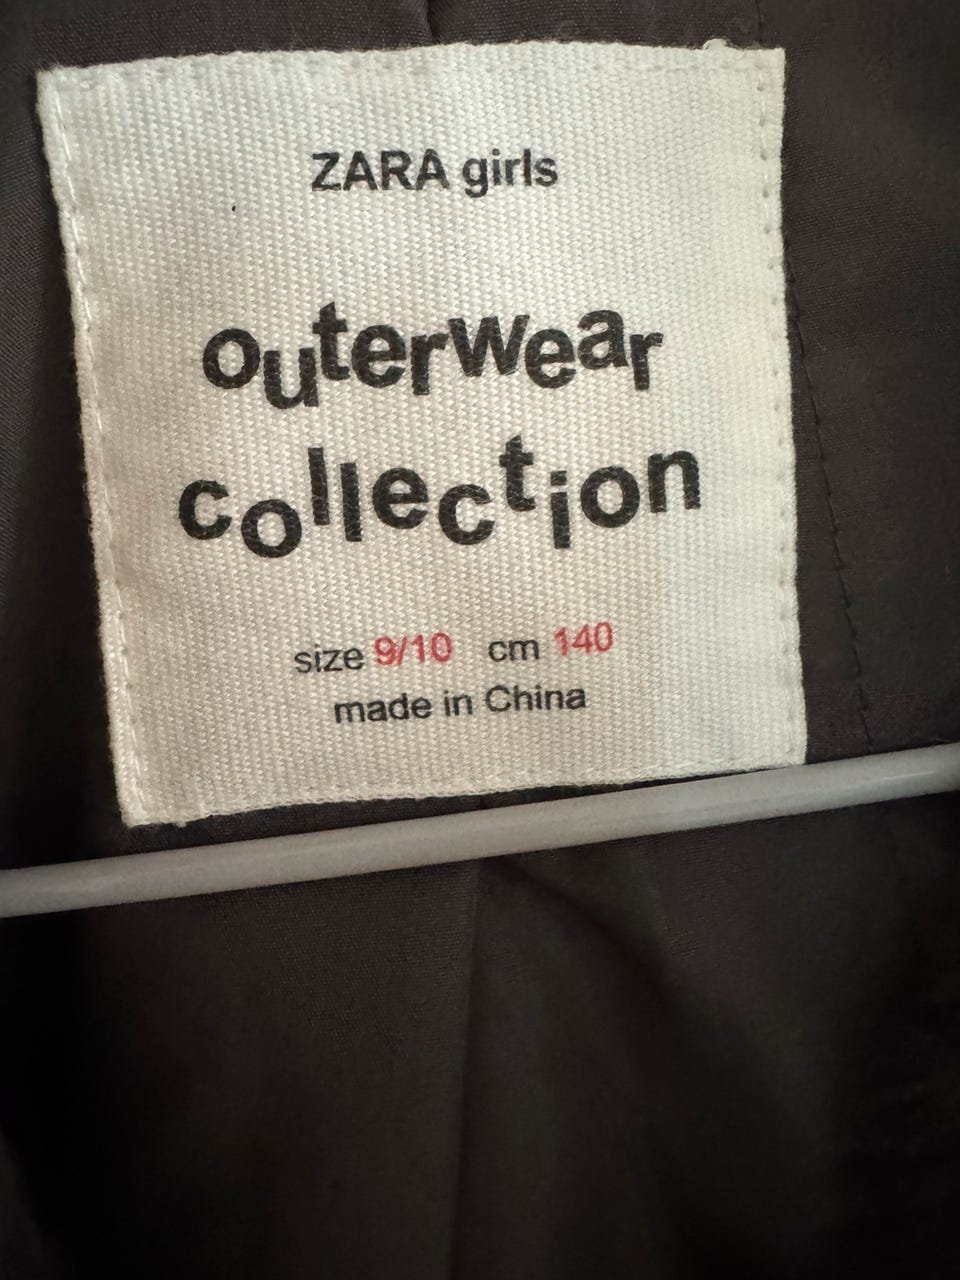 ZARA girls
outerwear
collection
size 9/10 cm 140
made in China